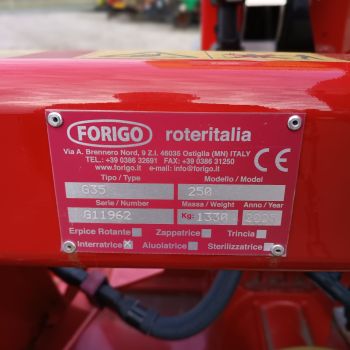 FORIGO roteritalia
Via A. Brennero Nord, 9 Z.I. 46035 Ostiglia (MN) ITALY
TEL.: +39 0386 32691 FAX: +39 0386 31250
www.forigo.it e-mail: info@forigo.it
CE
Tipo / Type Modello / Model
G35 250
Serie / Number Massa / Weight Anno / Year
G11962 Kg: 1330
Erpice Rotante Zappatrice Trincia
Interratrice Aiuolatrice Sterilizzatrice